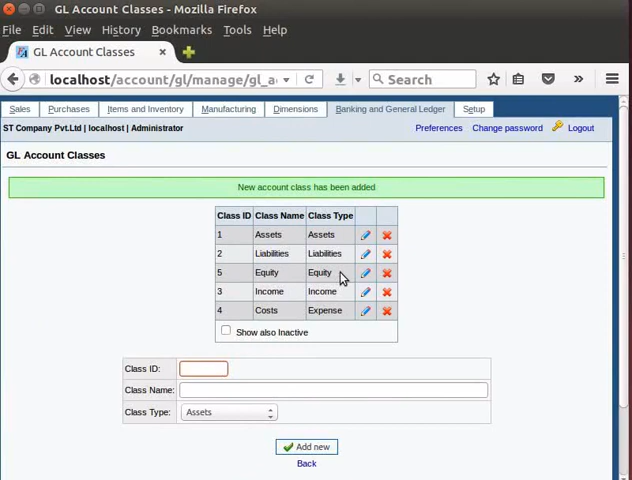 GL Account Classes - Mozilla Firefox
File Edit View History Bookmarks Tools Help
GL Account Classes
localhost/account/gl/manage/gl_a Search
Sales Purchases Items and Inventory Manufacturing Dimensions Banking and General Ledger Setup
ST Company Pvt.Ltd | localhost | Administrator Preferences Change password Logout
GL Account Classes
New account class has been added
Class ID Class Name Class Type
1 Assets Assets
2 Liabilities Liabilities
5 Equity Equity
3 Income Income
4 Costs Expense
Show also Inactive
Class ID:
Class Name:
Class Type: Assets
Add new
Back